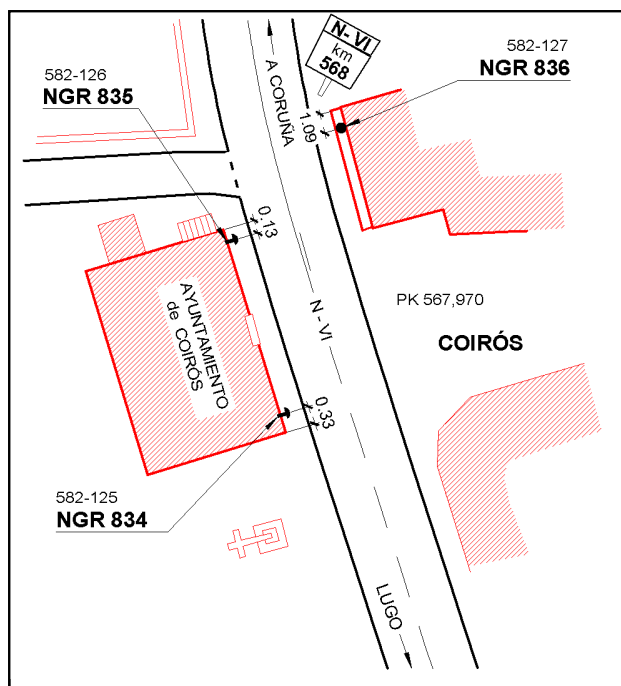 N- VI
km
568
582-127
NGR 836
582-126
NGR 835
A CORUÑA
1.09
0.13
N - VI
PK 567,970
COIRÓS
AYUNTAMIENTO
de COIRÓS
0.33
582-125
NGR 834
LUGO